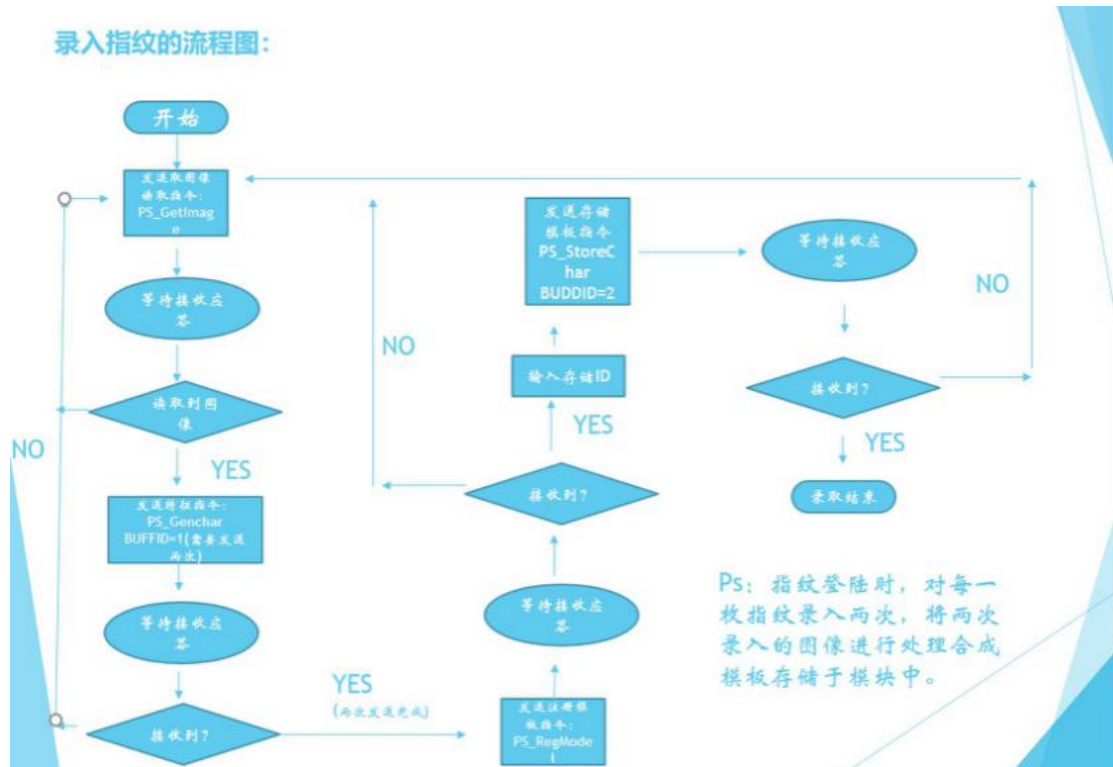 录入指纹的流程图：
开始
发送取图像
读取指令：
PS_GetImag
e
等待接收应
答
读取到图
像
NO
YES
发送特征指令：
PS_Genchar
BUFFID=1(需要发送
两次)
等待接收应
答
接收到？
YES
(两次发送完成)
发送注册模
板指令：
PS_RegMode
l
等待接收应
答
接收到？
NO
YES
输入存储ID
发送存储
模板指令
PS_StoreC
har
BUDDID=2
等待接收应
答
接收到？
NO
YES
录取结束
Ps：指纹登陆时，对每一
枚指纹录入两次，将两次
录入的图像进行处理合成
模板存储于模块中。